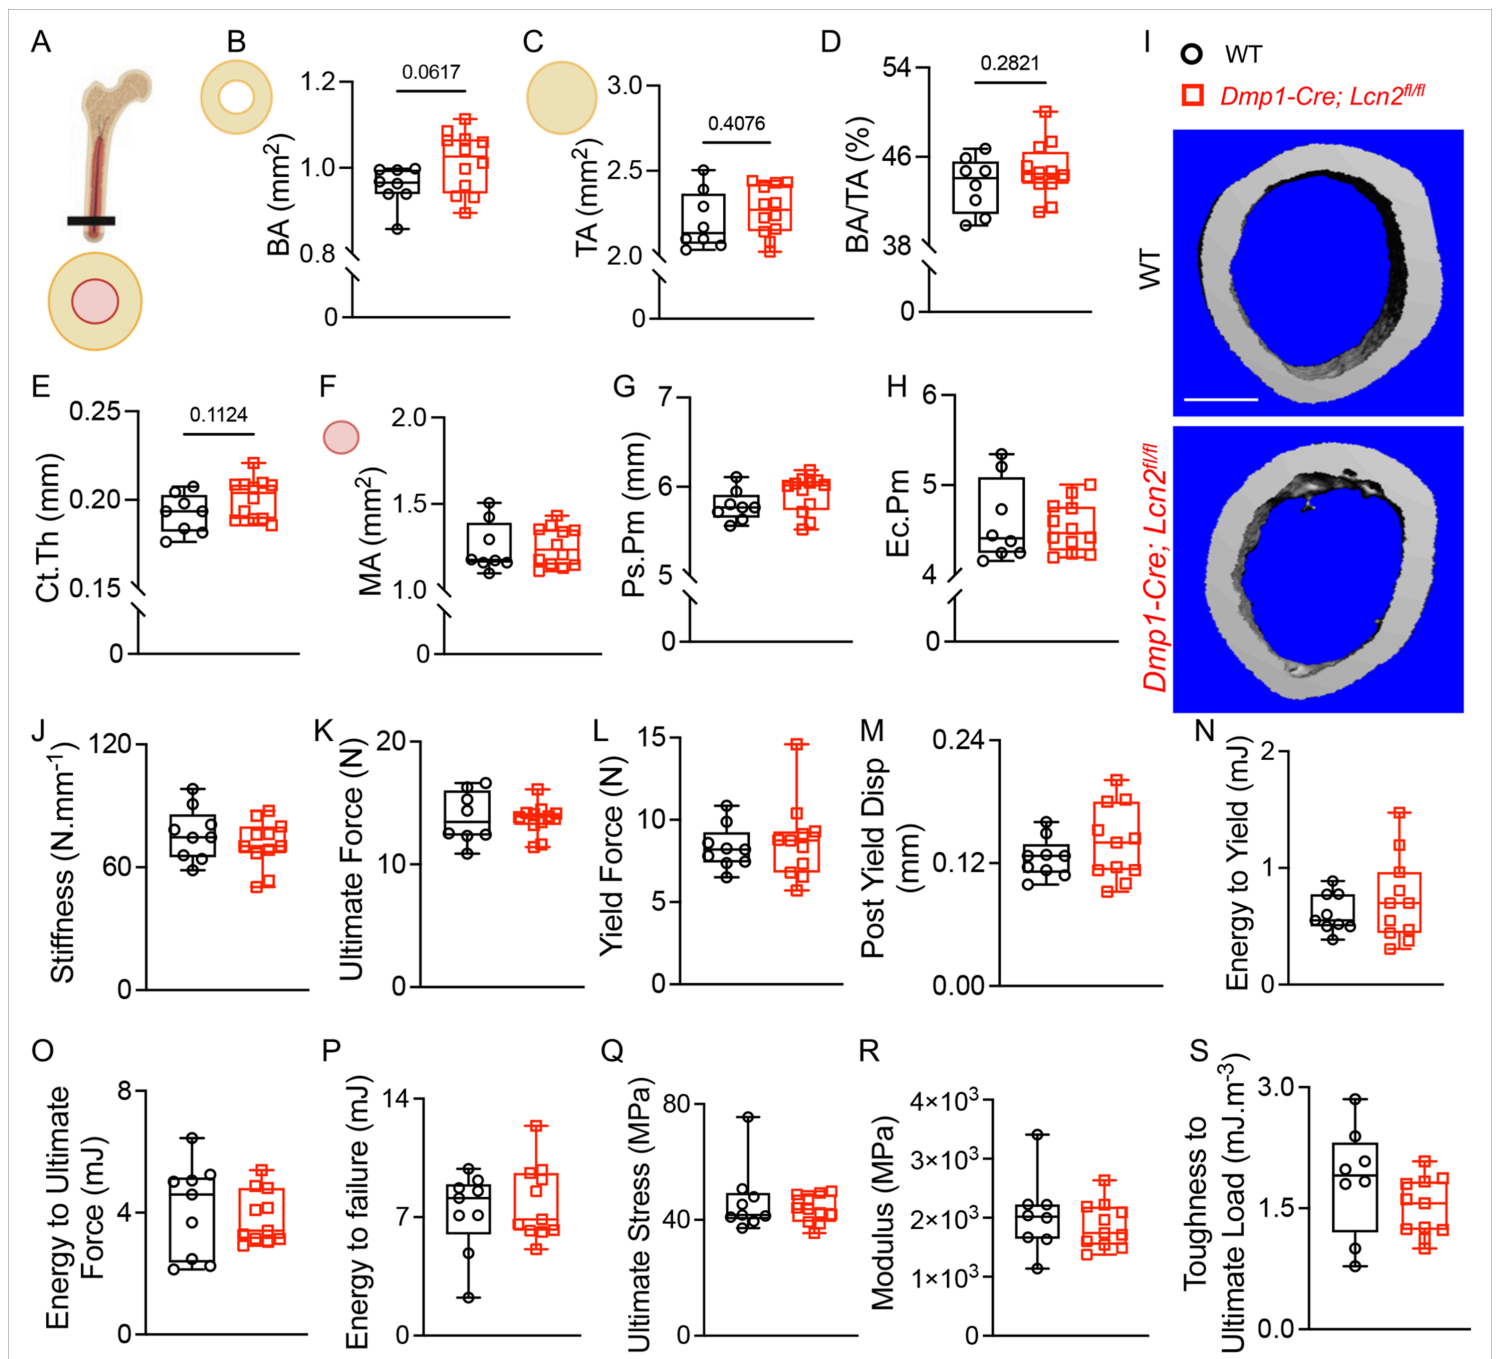 A
B
C
D
I
WT
Dmp1-Cre; Lcn2fl/fl
BA (mm2)
1.2
1.0
0.8
0
0.0617
TA (mm2)
3.0
2.5
2.0
0
0.4076
BA/TA (%)
54
46
38
0
0.2821
WT
Dmp1-Cre; Lcn2fl/fl
E
F
G
H
Ct.Th (mm)
0.25
0.20
0.15
0
0.1124
MA (mm2)
2.0
1.5
1.0
0
Ps.Pm (mm)
7
6
5
0
Ec.Pm
6
5
4
0
J
K
L
M
N
Stiffness (N.mm-1)
120
60
0
Ultimate Force (N)
20
10
0
Yield Force (N)
15
10
5
0
Post Yield Disp
(mm)
0.24
0.12
0.00
Energy to Yield (mJ)
2
1
0
O
P
Q
R
S
Energy to Ultimate
Force (mJ)
8
4
0
Energy to failure (mJ)
14
7
0
Ultimate Stress (MPa)
80
40
0
Modulus (MPa)
4×103
3×103
2×103
1×103
0
Toughness to
Ultimate Load (mJ.m-3)
3.0
1.5
0.0